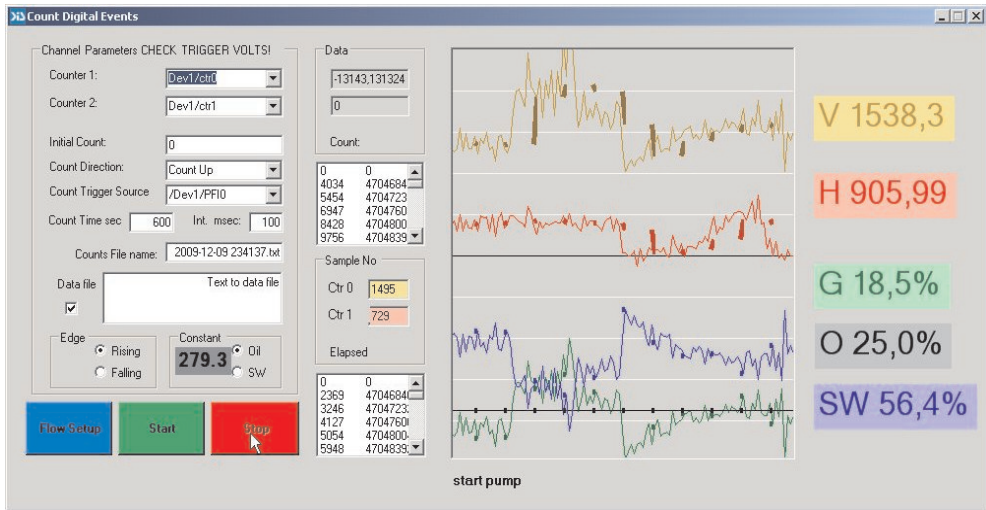 Count Digital Events
Channel Parameters CHECK TRIGGER VOLTS!
Counter 1: Dev1/ctr0
Counter 2: Dev1/ctr1
Initial Count: 0
Count Direction: Count Up
Count Trigger Source /Dev1/PFI0
Count Time sec 600 Int. msec: 100
Counts File name: 2009-12-09 234137.txt
Data file
Text to data file
Edge
Rising
Falling
Constant
279.3
Oil
SW
Flow Setup
Start
Stop
Data
-13143,131324
0
Count:
0 0
4034 4704684
5454 4704723
6947 4704760
8428 4704800
9756 4704839
Sample No
Ctr 0 1495
Ctr 1 729
Elapsed
0 0
2369 4704684
3246 4704723.
4127 4704760
5054 4704800
5948 4704839.
start pump
V 1538,3
H 905,99
G 18,5%
O 25,0%
SW 56,4%